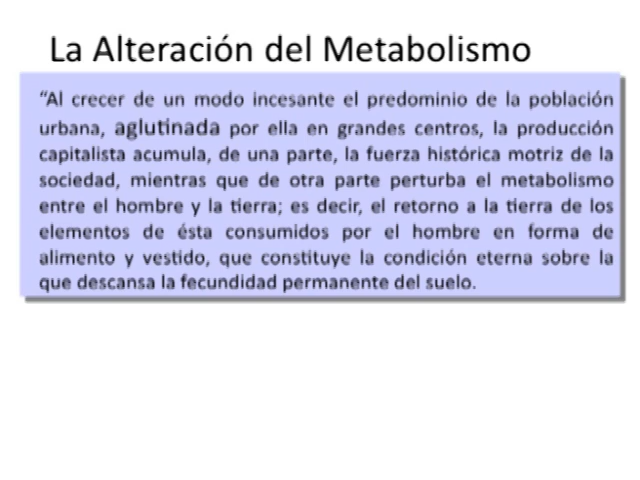 La Alteración del Metabolismo
“Al crecer de un modo incesante el predominio de la población
urbana, aglutinada por ella en grandes centros, la producción
capitalista acumula, de una parte, la fuerza histórica motriz de la
sociedad, mientras que de otra parte perturba el metabolismo
entre el hombre y la tierra; es decir, el retorno a la tierra de los
elementos de ésta consumidos por el hombre en forma de
alimento y vestido, que constituye la condición eterna sobre la
que descansa la fecundidad permanente del suelo.